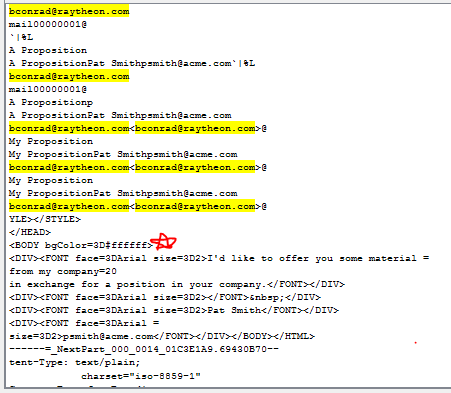 bconrad@raytheon.com
mail00000001@
`|%L
A Proposition
A PropositionPat Smithpsmith@acme.com`|%L
bconrad@raytheon.com
mail00000001@
A Propositionp
A PropositionPat Smithpsmith@acme.com
bconrad@raytheon.com<bconrad@raytheon.com>@
My Proposition
My PropositionPat Smithpsmith@acme.com
bconrad@raytheon.com<bconrad@raytheon.com>@
My Proposition
My PropositionPat Smithpsmith@acme.com
bconrad@raytheon.com<bconrad@raytheon.com>@
YLE></STYLE>
</HEAD>
<BODY bgColor=3D#ffffff>
<DIV><FONT face=3DArial size=3D2>I'd like to offer you some material =
from my company=20
in exchange for a position in your company.</FONT></DIV>
<DIV><FONT face=3DArial size=3D2></FONT>&nbsp;</DIV>
<DIV><FONT face=3DArial size=3D2>Pat Smith</FONT></DIV>
<DIV><FONT face=3DArial =
size=3D2>psmith@acme.com</FONT></DIV></BODY></HTML>
------=_NextPart_000_0014_01C3E1A9.69430B70--
tent-Type: text/plain;
charset="iso-8859-1"